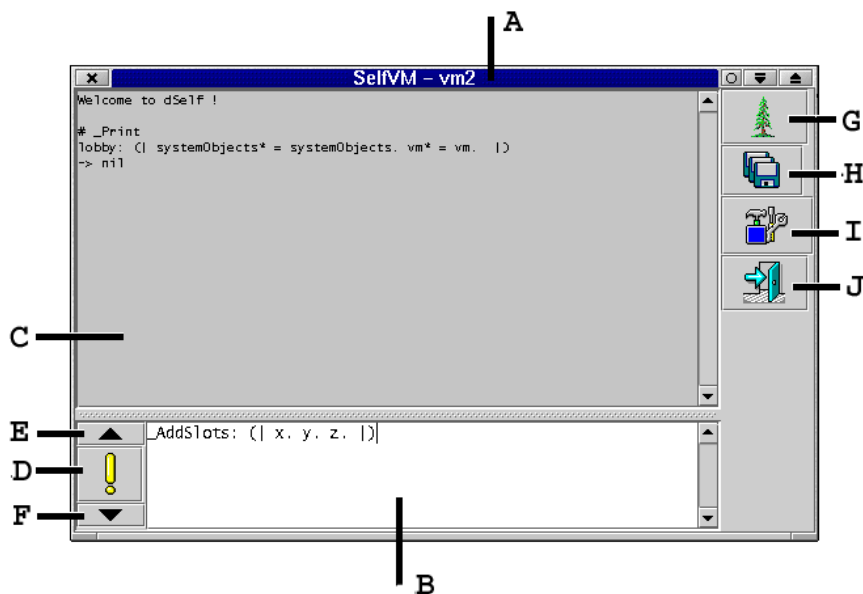 A
SelfVM - vm2
Welcome to dSelf !
# _Print
lobby: (| systemObjects* = systemObjects. vm* = vm.  |)
-> nil
G
H
I
J
C
E
D
F
_AddSlots: (| x. y. z. |)
B